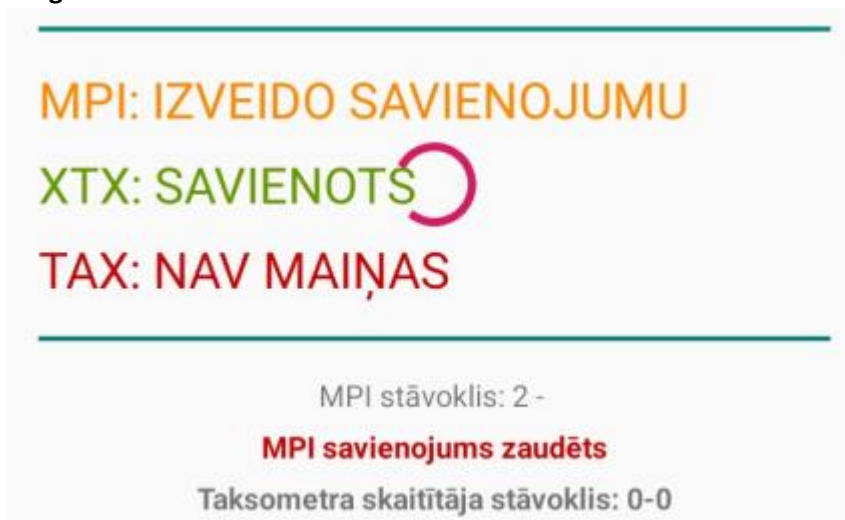 MPI: IZVEIDO SAVIENOJUMU
XTX: SAVIENOTS
TAX: NAV MAIŅAS
MPI stāvoklis: 2 -
MPI savienojums zaudēts
Taksometra skaitītāja stāvoklis: 0-0